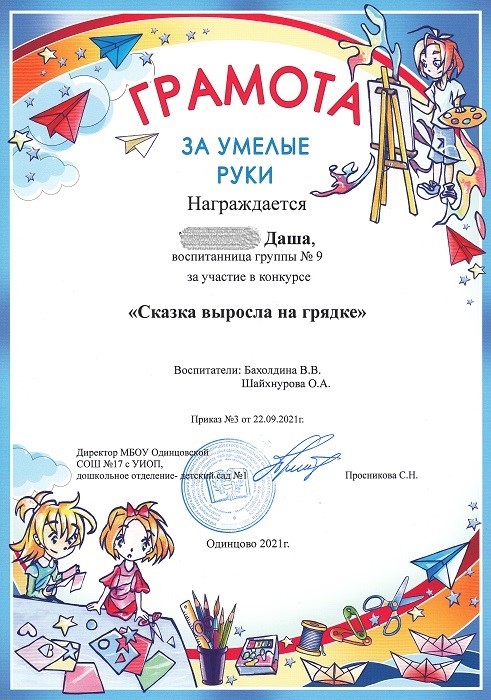 ГРАМОТА
ЗА УМЕЛЫЕ
РУКИ
Награждается
Даша,
воспитанница группы № 9
за участие в конкурсе
«Сказка выросла на грядке»
Воспитатели: Бахолдина В.В.
Шайхнурова О.А.
Приказ №3 от 22.09.2021г.
Директор МБОУ Одинцовской
СОШ №17 с УИОП,
дошкольное отделение- детский сад №1
Просникова С.Н.
Одинцово 2021г.